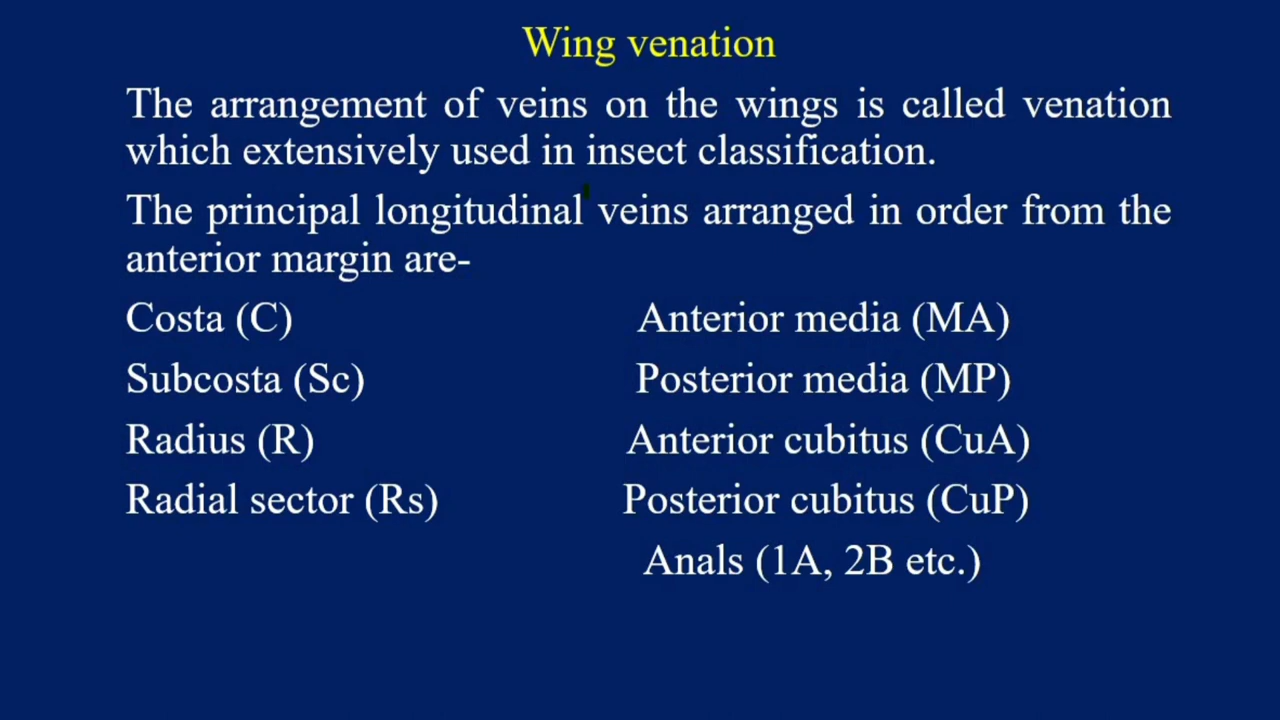 Wing venation
The arrangement of veins on the wings is called venation
which extensively used in insect classification.
The principal longitudinal veins arranged in order from the
anterior margin are-
Costa (C)
Subcosta (Sc)
Radius (R)
Radial sector (Rs)
Anterior media (MA)
Posterior media (MP)
Anterior cubitus (CuA)
Posterior cubitus (CuP)
Anals (1A, 2B etc.)